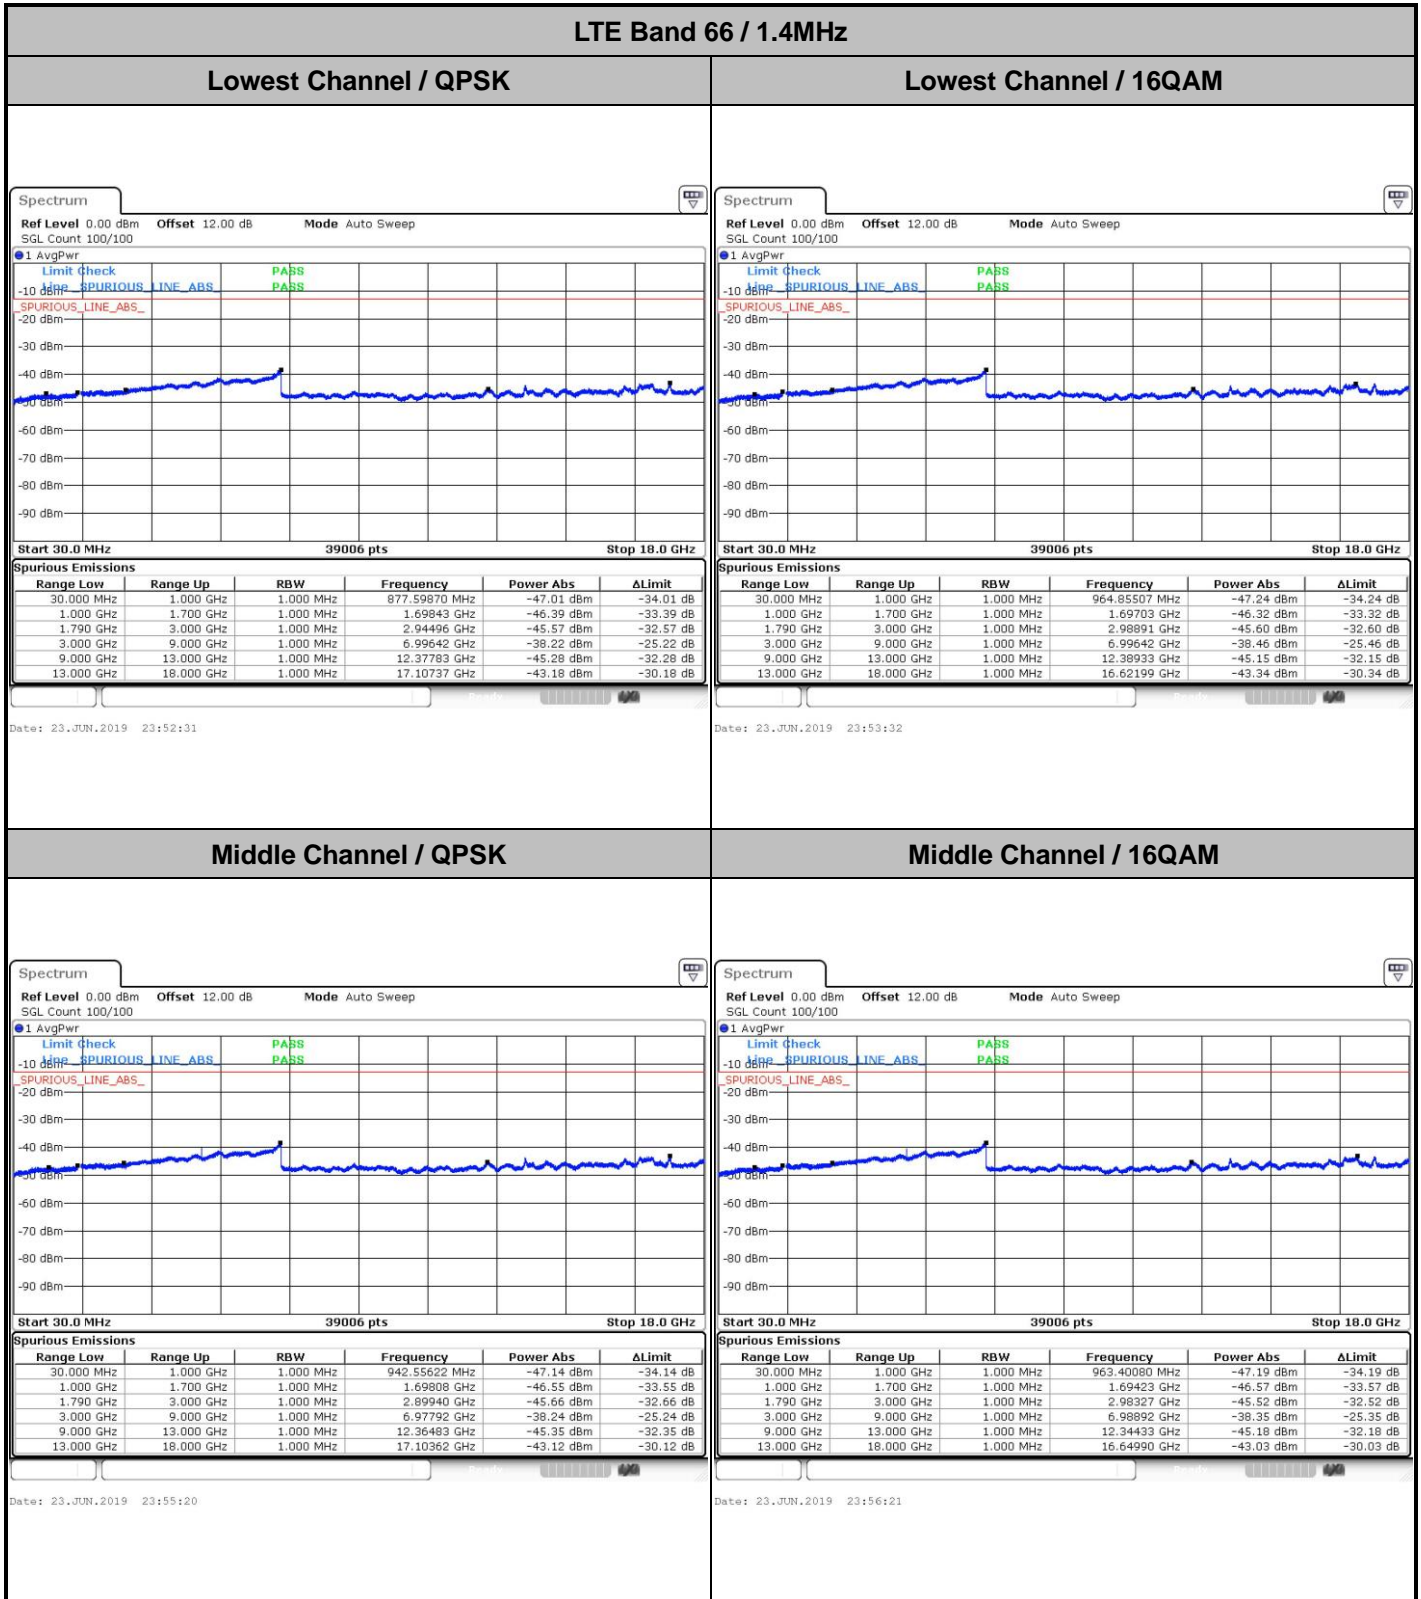 LTE Band 66 / 1.4MHz
Lowest Channel / QPSK
Lowest Channel / 16QAM
Spectrum
Ref Level 0.00 dBm Offset 12.00 dB Mode Auto Sweep
SGL Count 100/100
1 AvgPwr
Limit Check PASS
Line _SPURIOUS_LINE_ABS_ PASS
-10 dBm
_SPURIOUS_LINE_ABS_
-20 dBm
-30 dBm
-40 dBm
-50 dBm
-60 dBm
-70 dBm
-80 dBm
-90 dBm
Start 30.0 MHz 39006 pts Stop 18.0 GHz
Spurious Emissions
Range Low Range Up RBW Frequency Power Abs ΔLimit
30.000 MHz 1.000 GHz 1.000 MHz 877.59870 MHz -47.01 dBm -34.01 dB
1.000 GHz 1.700 GHz 1.000 MHz 1.69843 GHz -46.39 dBm -33.39 dB
1.790 GHz 3.000 GHz 1.000 MHz 2.94496 GHz -45.57 dBm -32.57 dB
3.000 GHz 9.000 GHz 1.000 MHz 6.99642 GHz -38.22 dBm -25.22 dB
9.000 GHz 13.000 GHz 1.000 MHz 12.37783 GHz -45.28 dBm -32.28 dB
13.000 GHz 18.000 GHz 1.000 MHz 17.10737 GHz -43.18 dBm -30.18 dB
Date: 23.JUN.2019 23:52:31
Spectrum
Ref Level 0.00 dBm Offset 12.00 dB Mode Auto Sweep
SGL Count 100/100
1 AvgPwr
Limit Check PASS
Line _SPURIOUS_LINE_ABS_ PASS
-10 dBm
_SPURIOUS_LINE_ABS_
-20 dBm
-30 dBm
-40 dBm
-50 dBm
-60 dBm
-70 dBm
-80 dBm
-90 dBm
Start 30.0 MHz 39006 pts Stop 18.0 GHz
Spurious Emissions
Range Low Range Up RBW Frequency Power Abs ΔLimit
30.000 MHz 1.000 GHz 1.000 MHz 964.85507 MHz -47.24 dBm -34.24 dB
1.000 GHz 1.700 GHz 1.000 MHz 1.69703 GHz -46.32 dBm -33.32 dB
1.790 GHz 3.000 GHz 1.000 MHz 2.98891 GHz -45.60 dBm -32.60 dB
3.000 GHz 9.000 GHz 1.000 MHz 6.99642 GHz -38.46 dBm -25.46 dB
9.000 GHz 13.000 GHz 1.000 MHz 12.38933 GHz -45.15 dBm -32.15 dB
13.000 GHz 18.000 GHz 1.000 MHz 16.62199 GHz -43.34 dBm -30.34 dB
Date: 23.JUN.2019 23:53:32
Middle Channel / QPSK
Middle Channel / 16QAM
Spectrum
Ref Level 0.00 dBm Offset 12.00 dB Mode Auto Sweep
SGL Count 100/100
1 AvgPwr
Limit Check PASS
Line _SPURIOUS_LINE_ABS_ PASS
-10 dBm
_SPURIOUS_LINE_ABS_
-20 dBm
-30 dBm
-40 dBm
-50 dBm
-60 dBm
-70 dBm
-80 dBm
-90 dBm
Start 30.0 MHz 39006 pts Stop 18.0 GHz
Spurious Emissions
Range Low Range Up RBW Frequency Power Abs ΔLimit
30.000 MHz 1.000 GHz 1.000 MHz 942.55622 MHz -47.14 dBm -34.14 dB
1.000 GHz 1.700 GHz 1.000 MHz 1.69808 GHz -46.55 dBm -33.55 dB
1.790 GHz 3.000 GHz 1.000 MHz 2.89940 GHz -45.66 dBm -32.66 dB
3.000 GHz 9.000 GHz 1.000 MHz 6.97792 GHz -38.24 dBm -25.24 dB
9.000 GHz 13.000 GHz 1.000 MHz 12.36483 GHz -45.35 dBm -32.35 dB
13.000 GHz 18.000 GHz 1.000 MHz 17.10362 GHz -43.12 dBm -30.12 dB
Date: 23.JUN.2019 23:55:20
Spectrum
Ref Level 0.00 dBm Offset 12.00 dB Mode Auto Sweep
SGL Count 100/100
1 AvgPwr
Limit Check PASS
Line _SPURIOUS_LINE_ABS_ PASS
-10 dBm
_SPURIOUS_LINE_ABS_
-20 dBm
-30 dBm
-40 dBm
-50 dBm
-60 dBm
-70 dBm
-80 dBm
-90 dBm
Start 30.0 MHz 39006 pts Stop 18.0 GHz
Spurious Emissions
Range Low Range Up RBW Frequency Power Abs ΔLimit
30.000 MHz 1.000 GHz 1.000 MHz 963.40080 MHz -47.19 dBm -34.19 dB
1.000 GHz 1.700 GHz 1.000 MHz 1.69423 GHz -46.57 dBm -33.57 dB
1.790 GHz 3.000 GHz 1.000 MHz 2.98327 GHz -45.52 dBm -32.52 dB
3.000 GHz 9.000 GHz 1.000 MHz 6.98892 GHz -38.35 dBm -25.35 dB
9.000 GHz 13.000 GHz 1.000 MHz 12.34433 GHz -45.18 dBm -32.18 dB
13.000 GHz 18.000 GHz 1.000 MHz 16.64990 GHz -43.03 dBm -30.03 dB
Date: 23.JUN.2019 23:56:21